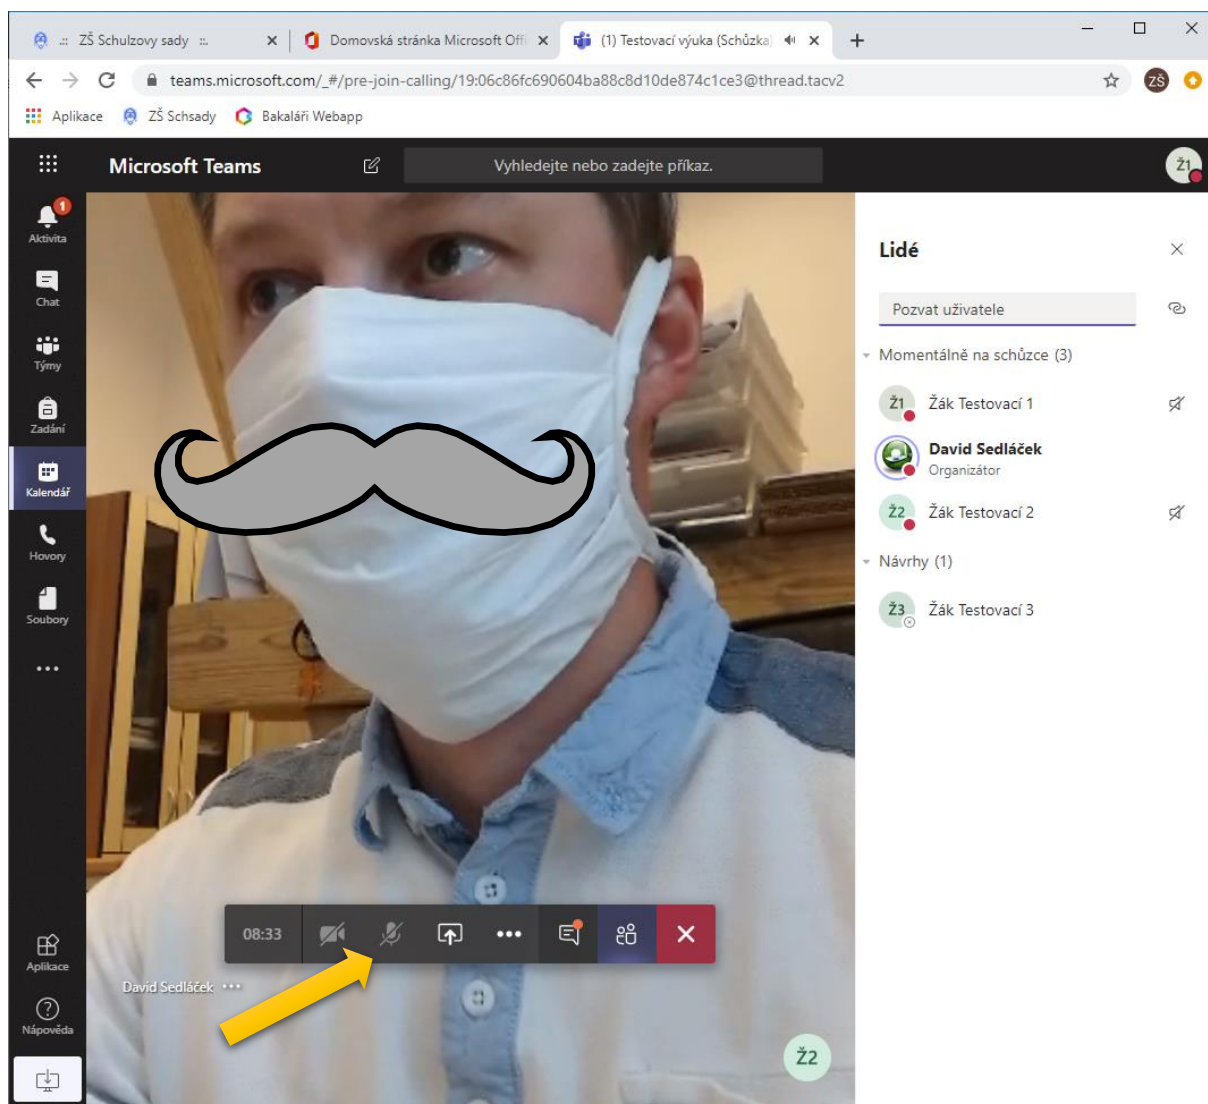 .:: ZŠ Schulzovy sady ::.
Domovská stránka Microsoft Offi
(1) Testovací výuka (Schůzka)
teams.microsoft.com/_#/pre-join-calling/19:06c86fc690604ba88c8d10de874c1ce3@thread.tacv2
ZŠ
Aplikace
ZŠ Schsady
Bakaláři Webapp
Microsoft Teams
Vyhledejte nebo zadejte příkaz.
Ž1
1
Aktivita
Chat
Týmy
Zadání
Kalendář
Hovory
Soubory
Aplikace
Nápověda
Lidé
Pozvat uživatele
Momentálně na schůzce (3)
Ž1 Žák Testovací 1
David Sedláček
Organizátor
Ž2 Žák Testovací 2
Návrhy (1)
Ž3 Žák Testovací 3
08:33
David Sedláček
Ž2